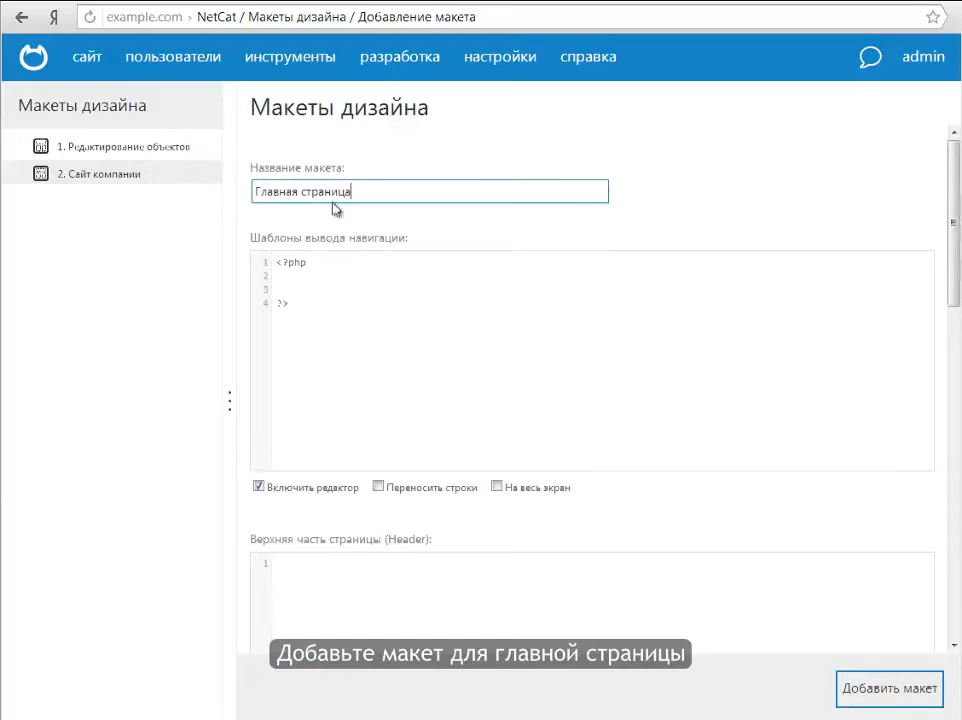 Я example.com › NetCat / Макеты дизайна / Добавление макета
сайт пользователи инструменты разработка настройки справка admin
Макеты дизайна
1. Редактирование объектов
2. Сайт компании
Макеты дизайна
Название макета:
Главная страница
Шаблоны вывода навигации:
1 <?php
2
3
4 ?>
Включить редактор Переносить строки На весь экран
Верхняя часть страницы (Header):
1
Добавьте макет для главной страницы
Добавить макет